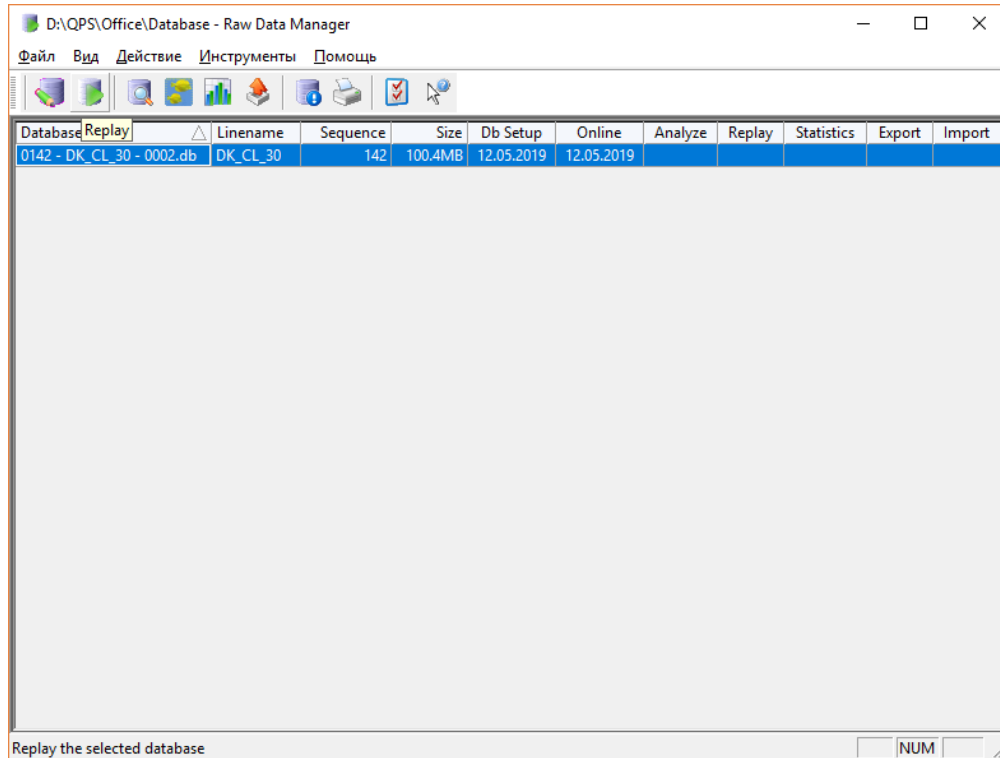 D:\QPS\Office\Database - Raw Data Manager
Файл Вид Действие Инструменты Помощь
Database Replay Linename Sequence Size Db Setup Online Analyze Replay Statistics Export Import
0142 - DK_CL_30 - 0002.db DK_CL_30 142 100.4MB 12.05.2019 12.05.2019
Replay the selected database NUM